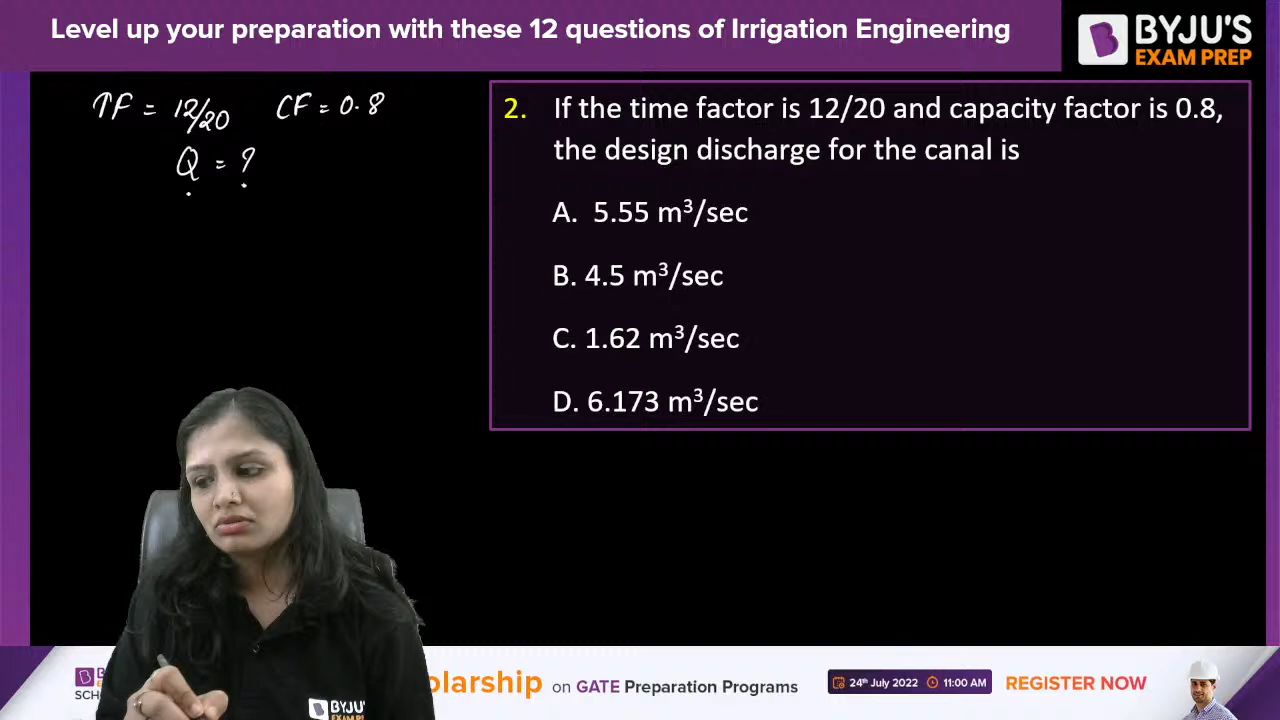 Level up your preparation with these 12 questions of Irrigation Engineering
BYJU'S
EXAM PREP
TF = 12/20 CF = 0.8
Q = ?
2. If the time factor is 12/20 and capacity factor is 0.8,
the design discharge for the canal is
A. 5.55 m³/sec
B. 4.5 m³/sec
C. 1.62 m³/sec
D. 6.173 m³/sec
on GATE Preparation Programs
24th July 2022 11:00 AM
REGISTER NOW
BYJU'S